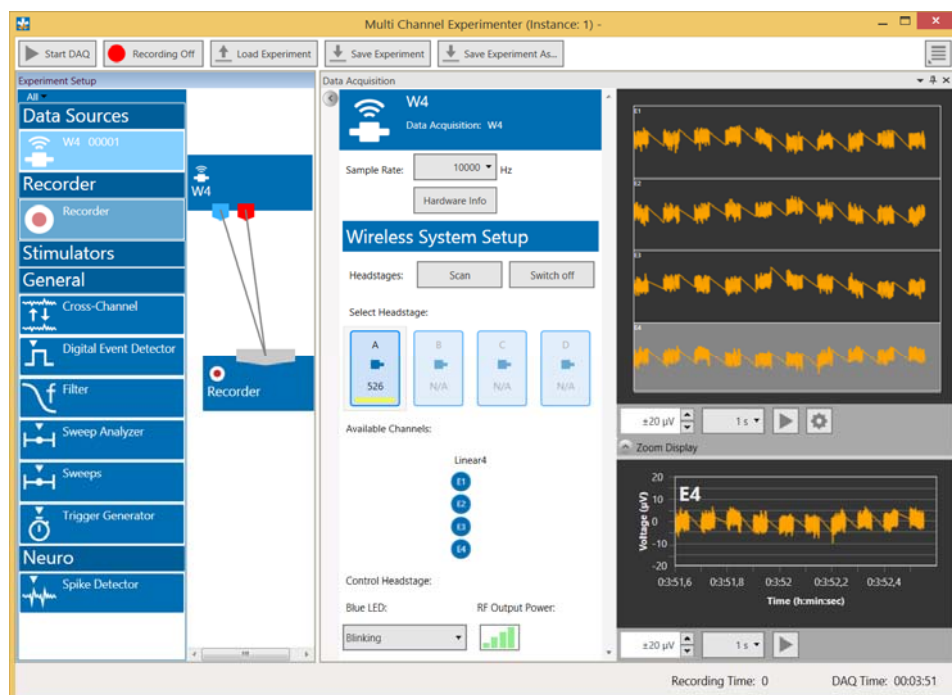 Multi Channel Experimenter (Instance: 1) -
Start DAQ Recording Off Load Experiment Save Experiment Save Experiment As...
Experiment Setup
All
Data Sources
W4 00001
Recorder
Recorder
Stimulators
General
Cross-Channel
Digital Event Detector
Filter
Sweep Analyzer
Sweeps
Trigger Generator
Neuro
Spike Detector
W4
Recorder
Data Acquisition
W4
Data Acquisition: W4
Sample Rate: 10000 Hz
Hardware Info
Wireless System Setup
Headstages: Scan Switch off
Select Headstage:
A B C D
526 N/A N/A N/A
Available Channels:
Linear4
E1
E2
E3
E4
Control Headstage:
Blue LED: RF Output Power:
Blinking
E1
E2
E3
E4
±20 µV 1 s
Zoom Display
E4
Voltage (µV)
20
10
0
-10
-20
0:3:51,6 0:3:51,8 0:3:52 0:3:52,2 0:3:52,4
Time (h:min:sec)
±20 µV 1 s
Recording Time: 0 DAQ Time: 00:03:51